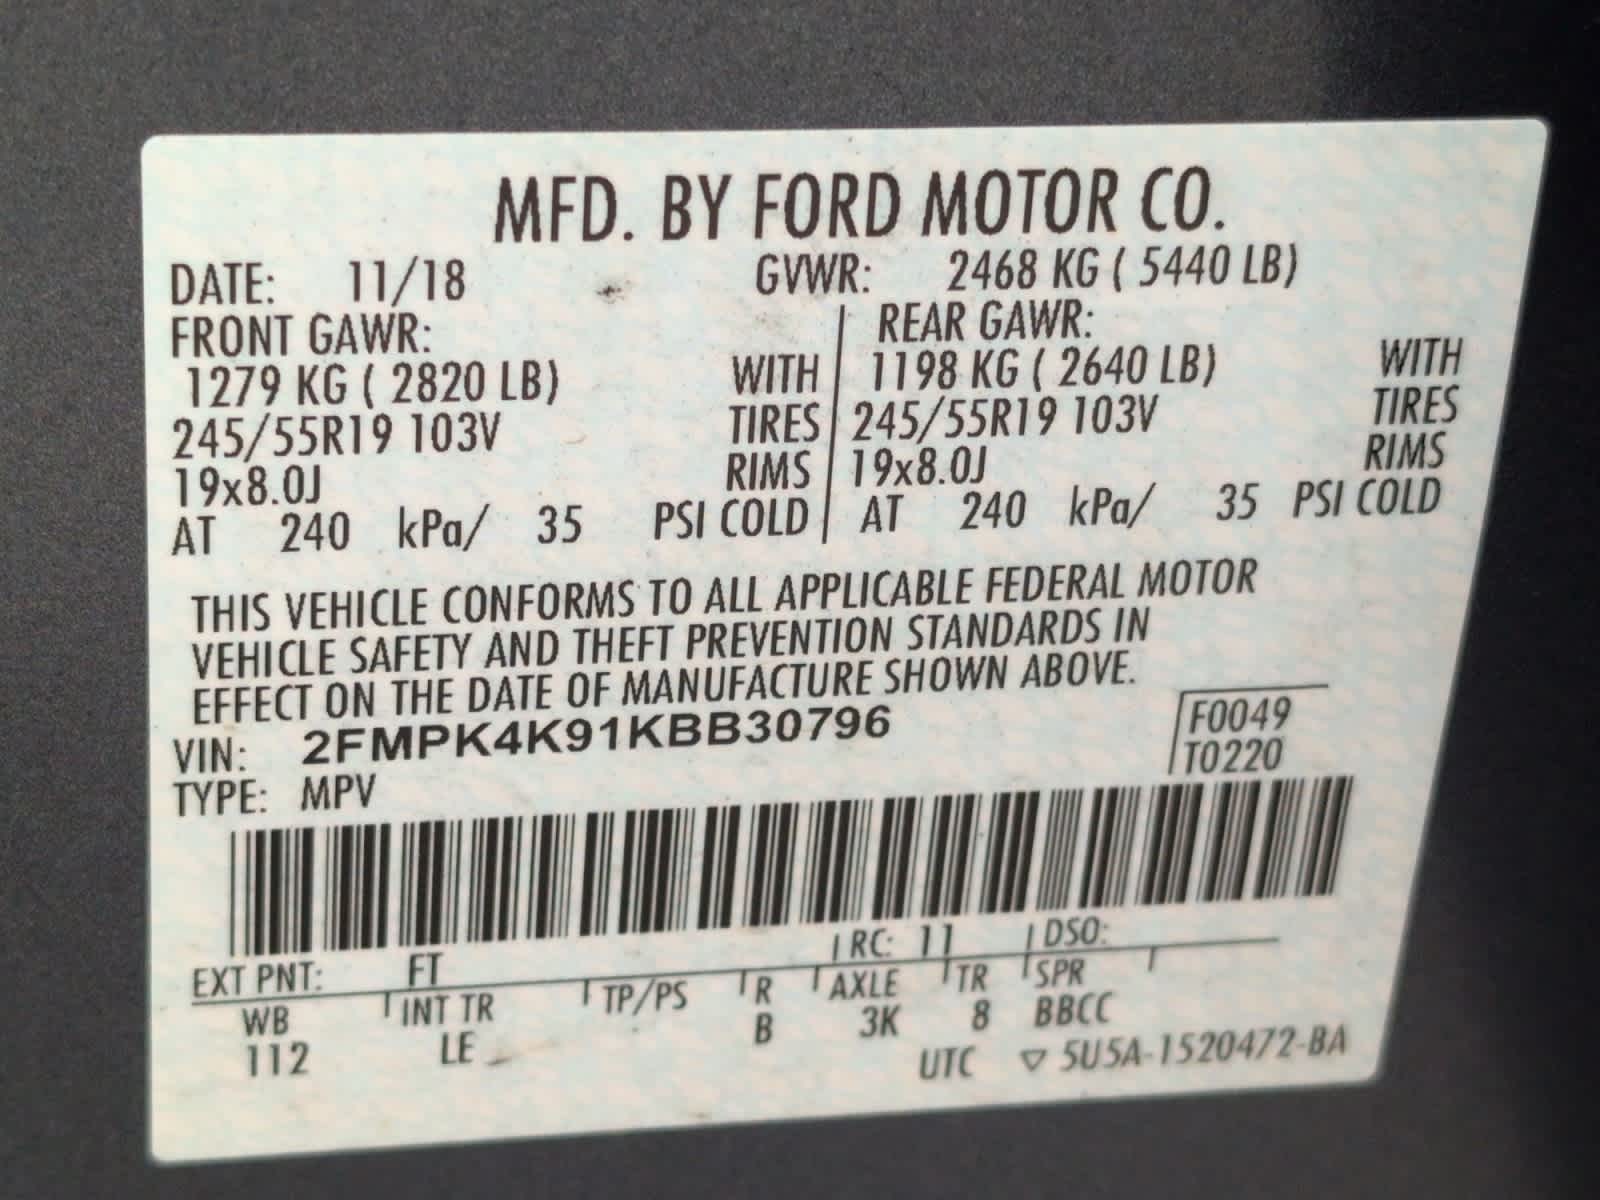 MFD. BY FORD MOTOR CO.
DATE: 11/18 GVWR: 2468 KG ( 5440 LB)
FRONT GAWR: REAR GAWR:
1279 KG ( 2820 LB) WITH 1198 KG ( 2640 LB) WITH
245/55R19 103V TIRES 245/55R19 103V TIRES
19x8.0J RIMS 19x8.0J RIMS
AT 240 kPa/ 35 PSI COLD AT 240 kPa/ 35 PSI COLD
THIS VEHICLE CONFORMS TO ALL APPLICABLE FEDERAL MOTOR
VEHICLE SAFETY AND THEFT PREVENTION STANDARDS IN
EFFECT ON THE DATE OF MANUFACTURE SHOWN ABOVE.
VIN: 2FMPK4K91KBB30796 F0049
TYPE: MPV T0220
EXT PNT: FT RC: 11 DSO:
WB INT TR TP/PS R AXLE TR SPR
112 LE B 3K 8 BBCC
UTC ▽ 5U5A-1520472-BA